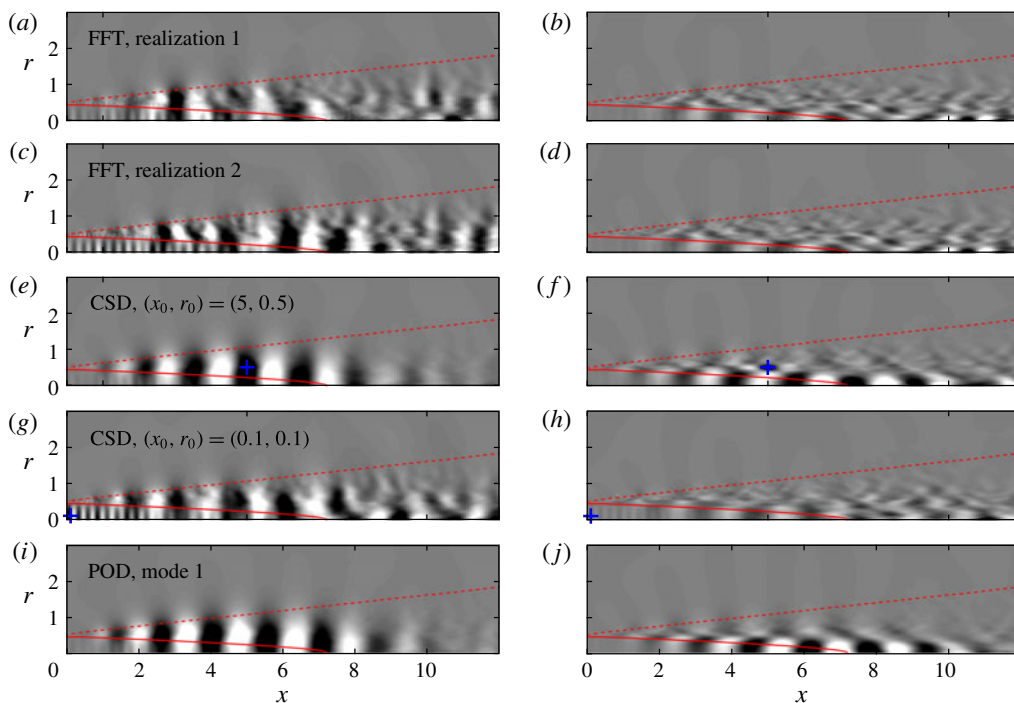 (a)
FFT, realization 1
2
r
1
0
(b)
(c)
FFT, realization 2
2
r
1
0
(d)
(e)
CSD, (x₀, r₀) = (5, 0.5)
2
r
1
0
(f)
(g)
CSD, (x₀, r₀) = (0.1, 0.1)
2
r
1
0
(h)
(i)
POD, mode 1
2
r
1
0 2 4 6 8 10
x
(j)
0 2 4 6 8 10
x